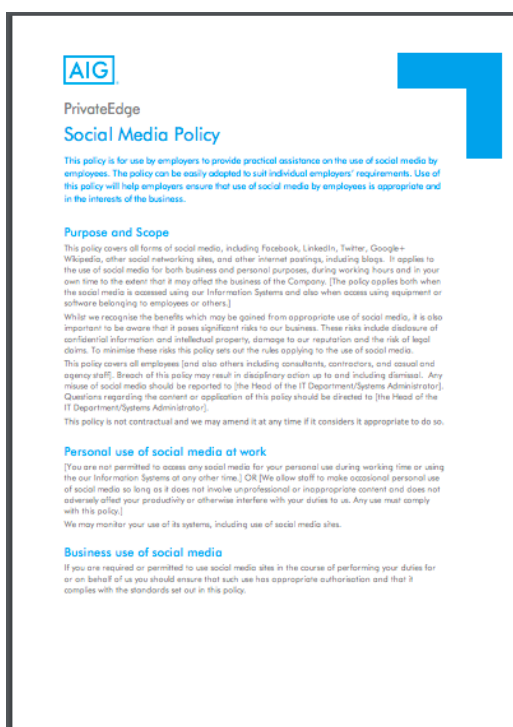 AIG
PrivateEdge
Social Media Policy
This policy is for use by employers to provide practical assistance on the use of social media by
employees. The policy can be easily adapted to suit individual employers' requirements. Use of
this policy will help employers ensure that use of social media by employees is appropriate and
in the interests of the business.
Purpose and Scope
This policy covers all forms of social media, including Facebook, LinkedIn, Twitter, Google+
Wikipedia, other social networking sites, and other internet postings, including blogs. It applies to
the use of social media for both business and personal purposes, during working hours and in your
own time to the extent that it may affect the business of the Company. [The policy applies both when
the social media is accessed using our Information Systems and also when access using equipment or
software belonging to employees or others.]
Whilst we recognise the benefits which may be gained from appropriate use of social media, it is also
important to be aware that it poses significant risks to our business. These risks include disclosure of
confidential information and intellectual property, damage to our reputation and the risk of legal
claims. To minimise these risks this policy sets out the rules applying to the use of social media.
This policy covers all employees [and also others including consultants, contractors, and casual and
agency staff]. Breach of this policy may result in disciplinary action up to and including dismissal. Any
misuse of social media should be reported to [the Head of the IT Department/Systems Administrator].
Questions regarding the content or application of this policy should be directed to [the Head of the
IT Department/Systems Administrator].
This policy is not contractual and we may amend it at any time if it considers it appropriate to do so.
Personal use of social media at work
[You are not permitted to access any social media for your personal use during working time or using
the our Information Systems at any other time.] OR [We allow staff to make occasional personal use
of social media so long as it does not involve unprofessional or inappropriate content and does not
adversely affect your productivity or otherwise interfere with your duties to us. Any use must comply
with this policy.]
We may monitor your use of its systems, including use of social media sites.
Business use of social media
If you are required or permitted to use social media sites in the course of performing your duties for
or on behalf of us you should ensure that such use has appropriate authorisation and that it
complies with the standards set out in this policy.